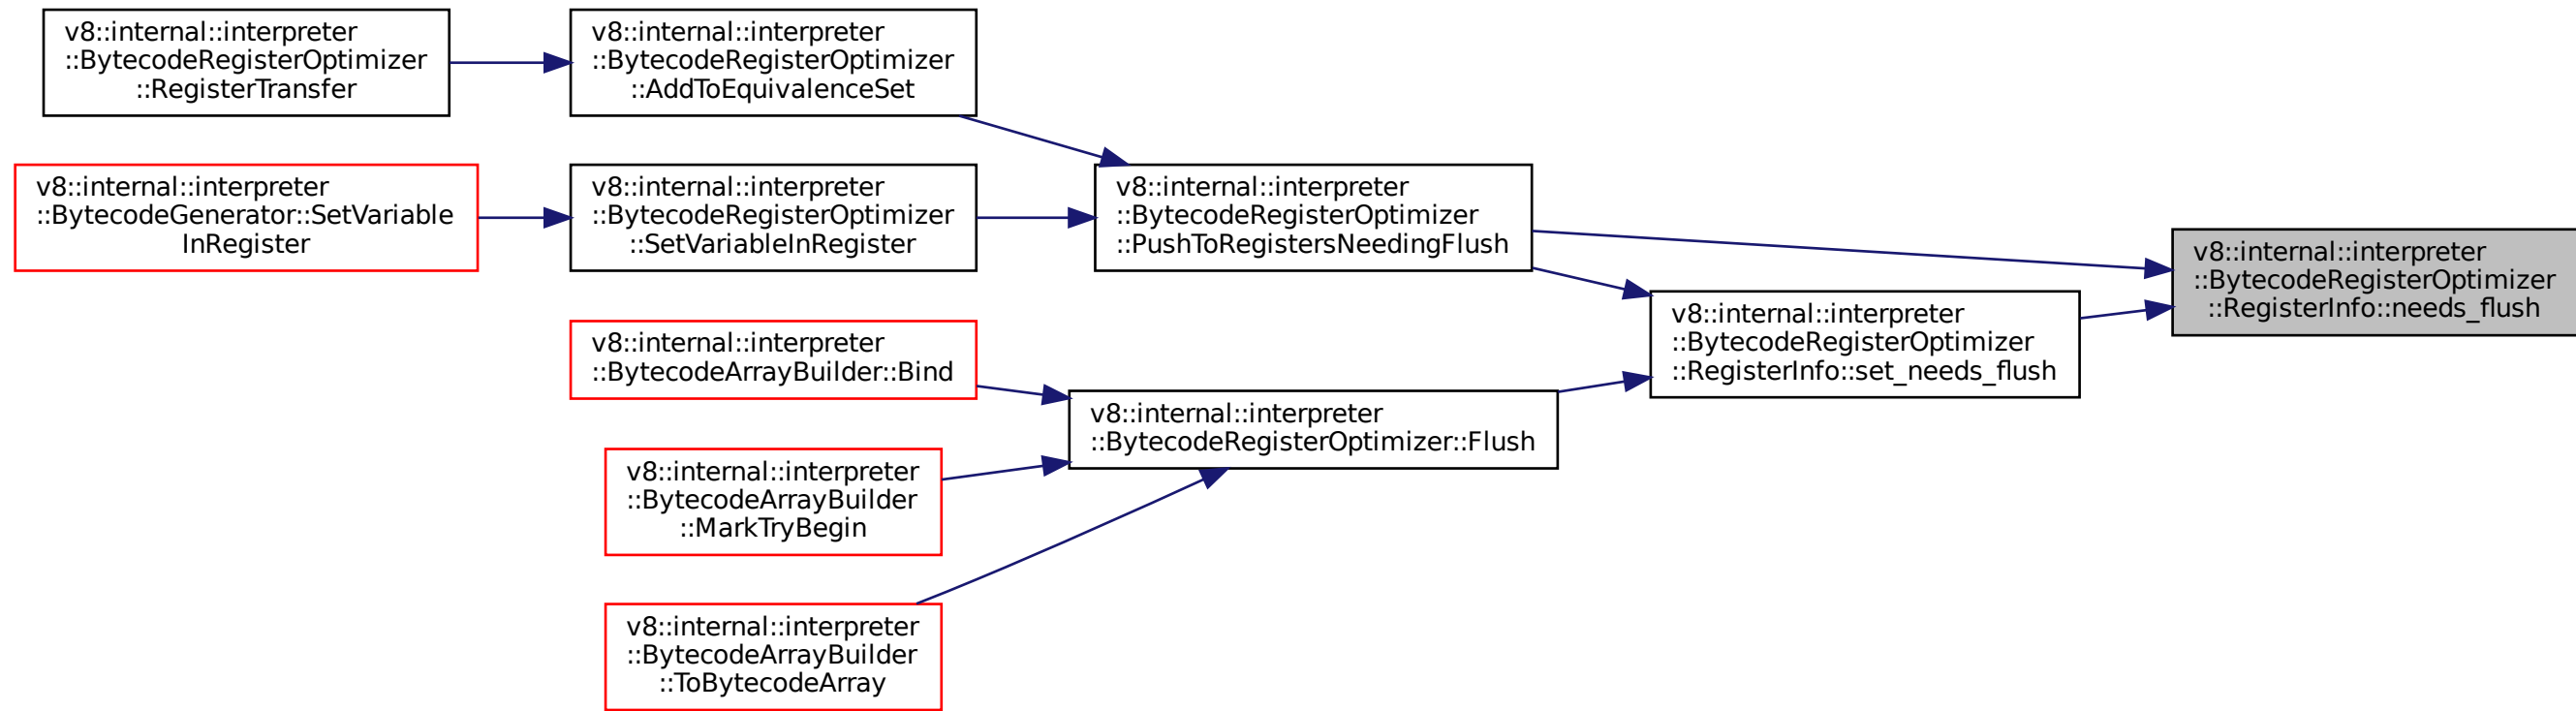 v8::internal::interpreter
::BytecodeRegisterOptimizer
::RegisterTransfer
v8::internal::interpreter
::BytecodeRegisterOptimizer
::AddToEquivalenceSet
v8::internal::interpreter
::BytecodeGenerator::SetVariable
InRegister
v8::internal::interpreter
::BytecodeRegisterOptimizer
::SetVariableInRegister
v8::internal::interpreter
::BytecodeRegisterOptimizer
::PushToRegistersNeedingFlush
v8::internal::interpreter
::BytecodeRegisterOptimizer
::RegisterInfo::needs_flush
v8::internal::interpreter
::BytecodeRegisterOptimizer
::RegisterInfo::set_needs_flush
v8::internal::interpreter
::BytecodeArrayBuilder::Bind
v8::internal::interpreter
::BytecodeRegisterOptimizer::Flush
v8::internal::interpreter
::BytecodeArrayBuilder
::MarkTryBegin
v8::internal::interpreter
::BytecodeArrayBuilder
::ToBytecodeArray